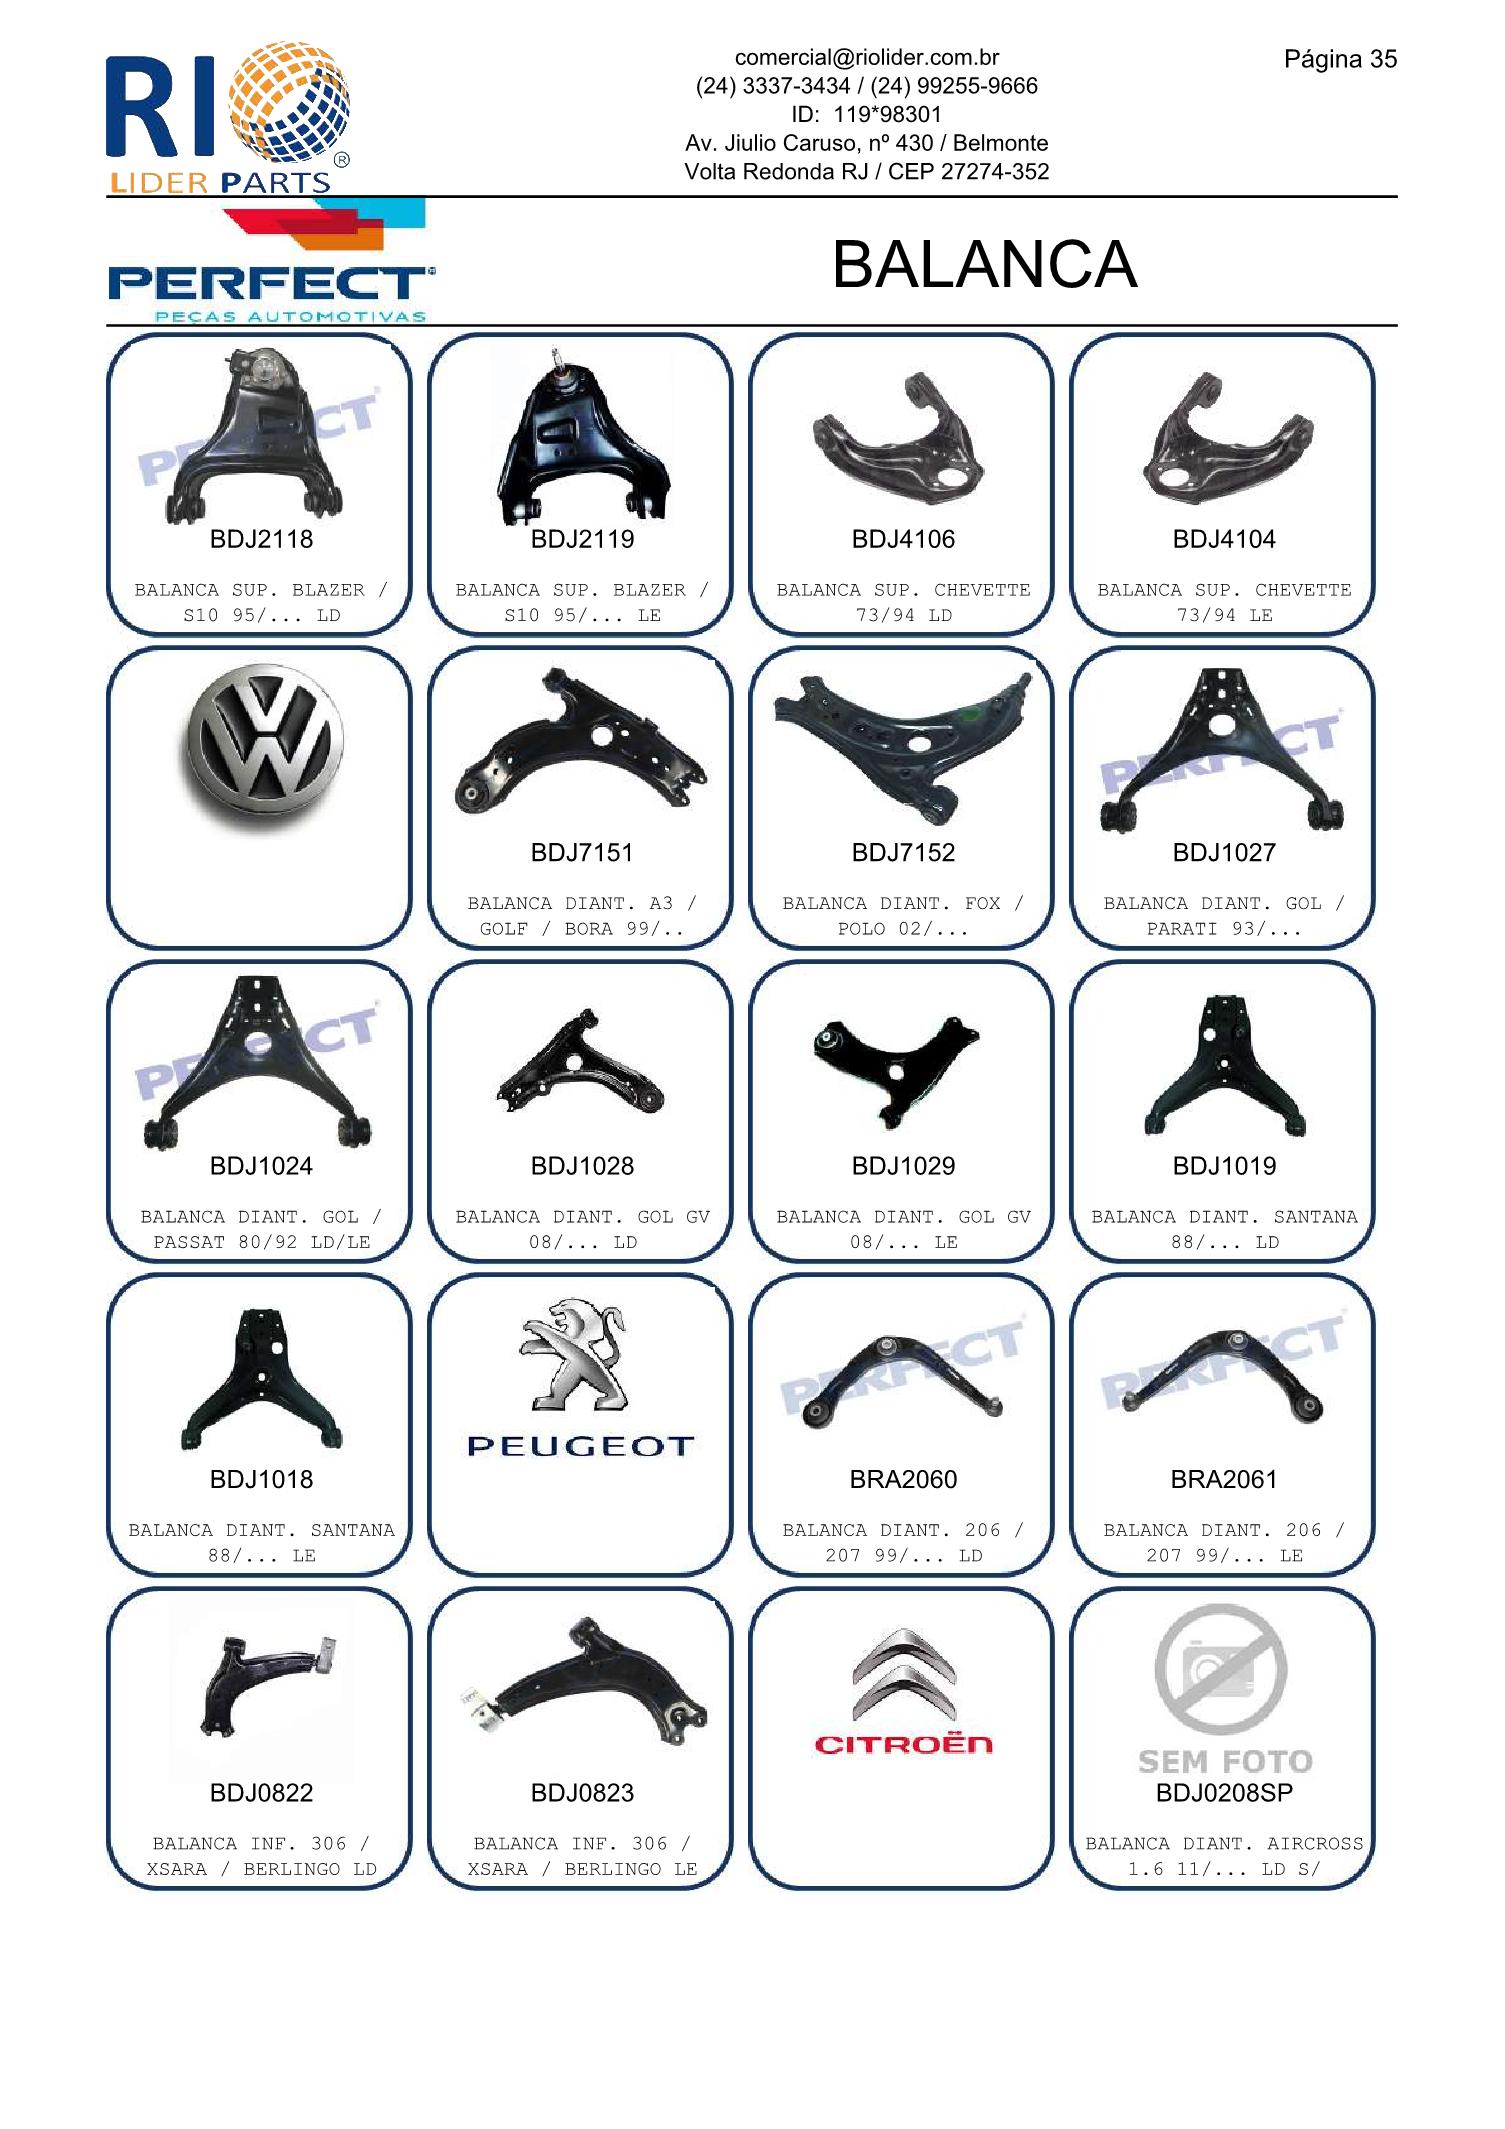 RIO
LIDER PARTS
®
comercial@riolider.com.br
(24) 3337-3434 / (24) 99255-9666
ID: 119*98301
Av. Jiulio Caruso, nº 430 / Belmonte
Volta Redonda RJ / CEP 27274-352
Página 35
PERFECT
PEÇAS AUTOMOTIVAS
BALANCA
PERFECT
BDJ2118
BALANCA SUP. BLAZER /
S10 95/... LD
BDJ2119
BALANCA SUP. BLAZER /
S10 95/... LE
BDJ4106
BALANCA SUP. CHEVETTE
73/94 LD
BDJ4104
BALANCA SUP. CHEVETTE
73/94 LE
VW
BDJ7151
BALANCA DIANT. A3 /
GOLF / BORA 99/..
BDJ7152
BALANCA DIANT. FOX /
POLO 02/...
PERFECT
BDJ1027
BALANCA DIANT. GOL /
PARATI 93/...
PERFECT
BDJ1024
BALANCA DIANT. GOL /
PASSAT 80/92 LD/LE
BDJ1028
BALANCA DIANT. GOL GV
08/... LD
BDJ1029
BALANCA DIANT. GOL GV
08/... LE
BDJ1019
BALANCA DIANT. SANTANA
88/... LD
BDJ1018
BALANCA DIANT. SANTANA
88/... LE
PEUGEOT
PERFECT
BRA2060
BALANCA DIANT. 206 /
207 99/... LD
PERFECT
BRA2061
BALANCA DIANT. 206 /
207 99/... LE
BDJ0822
BALANCA INF. 306 /
XSARA / BERLINGO LD
BDJ0823
BALANCA INF. 306 /
XSARA / BERLINGO LE
CITROËN
SEM FOTO
BDJ0208SP
BALANCA DIANT. AIRCROSS
1.6 11/... LD S/